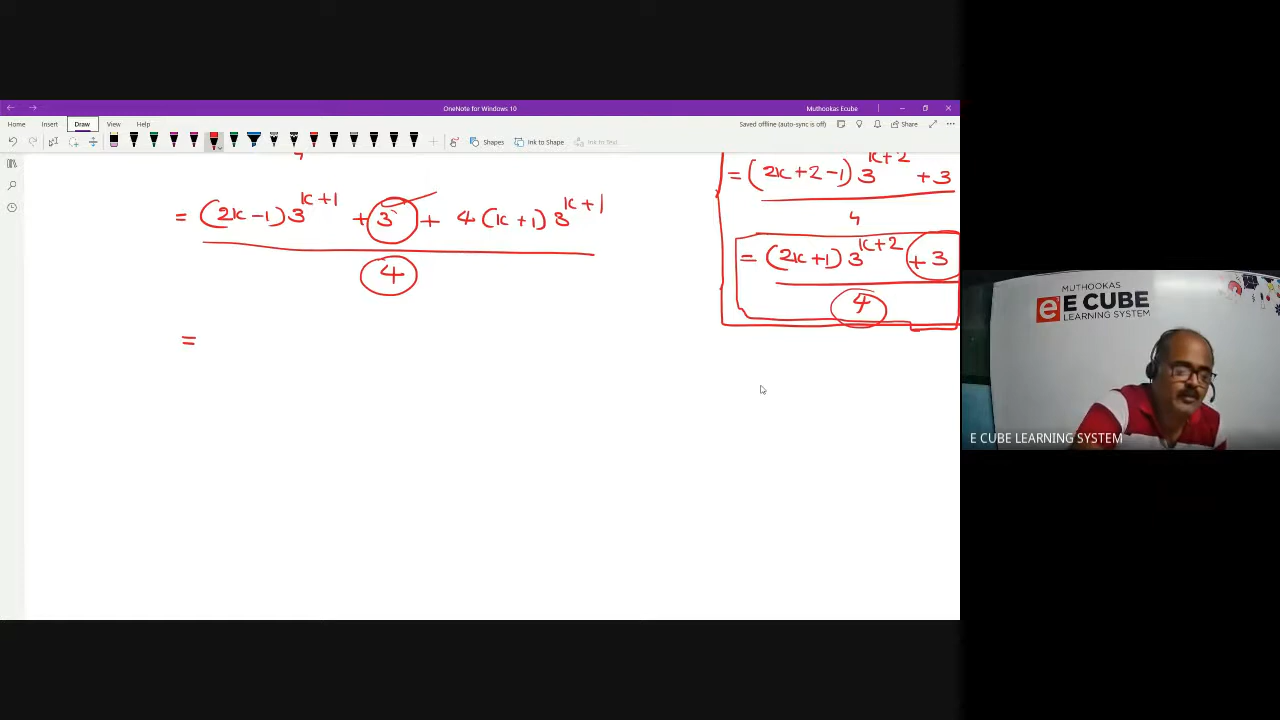 OneNote for Windows 10
Muthookas Ecube
Home Insert Draw View Help
Saved offline (auto-sync is off)
Share
Shapes
Ink to Shape
Ink to Text
4
= (2k-1)3^{k+1} + 3 + 4(k+1)3^{k+1}
4
=
= (2k+2-1)3^{k+2} + 3
4
= (2k+1)3^{k+2} + 3
4
MUTHOOKAS
e E CUBE
LEARNING SYSTEM
E CUBE LEARNING SYSTEM